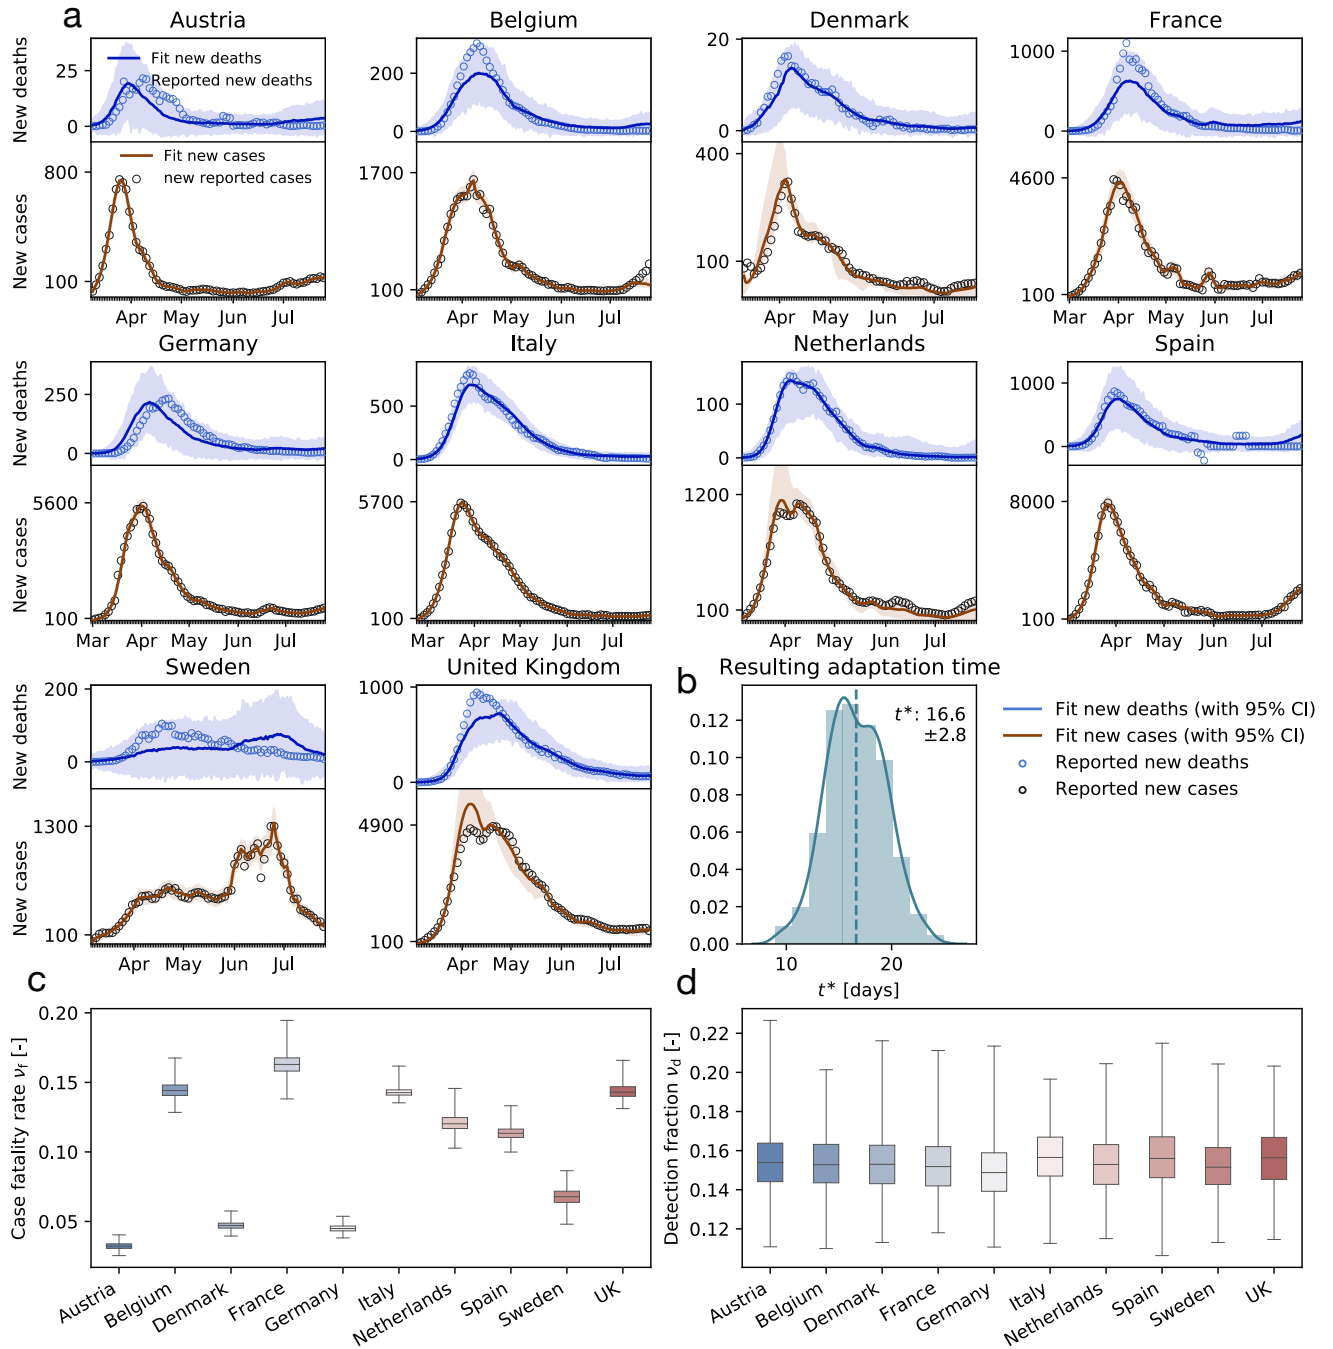 a
Austria
Belgium
Denmark
France
New deaths
25
0
Fit new deaths
Reported new deaths
200
0
20
0
1000
0
New cases
800
100
Fit new cases
new reported cases
1700
100
400
100
4600
100
Apr May Jun Jul
Apr May Jun Jul
Apr May Jun Jul
Mar Apr May Jun Jul
Germany
Italy
Netherlands
Spain
New deaths
250
0
500
0
100
0
1000
0
New cases
5600
100
5700
100
1200
100
8000
100
Mar Apr May Jun Jul
Mar Apr May Jun Jul
Apr May Jun Jul
Apr May Jun Jul
Sweden
United Kingdom
New deaths
200
0
1000
0
New cases
1300
100
4900
100
Apr May Jun Jul
Apr May Jun Jul
b
Resulting adaptation time
t*: 16.6
±2.8
0.12
0.10
0.08
0.06
0.04
0.02
0.00
10 20
t* [days]
Fit new deaths (with 95% CI)
Fit new cases (with 95% CI)
Reported new deaths
Reported new cases
c
Case fatality rate νf [-]
0.20
0.15
0.10
0.05
Austria
Belgium
Denmark
France
Germany
Italy
Netherlands
Spain
Sweden
UK
d
Detection fraction νd [-]
0.22
0.20
0.18
0.16
0.14
0.12
Austria
Belgium
Denmark
France
Germany
Italy
Netherlands
Spain
Sweden
UK